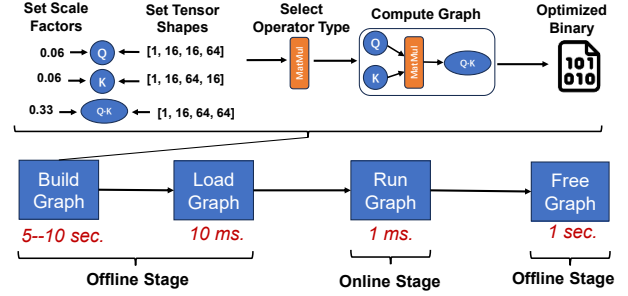 Set Scale
Factors
Set Tensor
Shapes
Select
Operator Type
Compute Graph
Optimized
Binary
0.06
Q
[1, 16, 16, 64]
0.06
K
[1, 16, 64, 16]
0.33
Q·K
[1, 16, 64, 64]
MatMul
Q
K
MatMul
Q·K
101
010
Build
Graph
Load
Graph
Run
Graph
Free
Graph
5--10 sec.
10 ms.
1 ms.
1 sec.
Offline Stage
Online Stage
Offline Stage